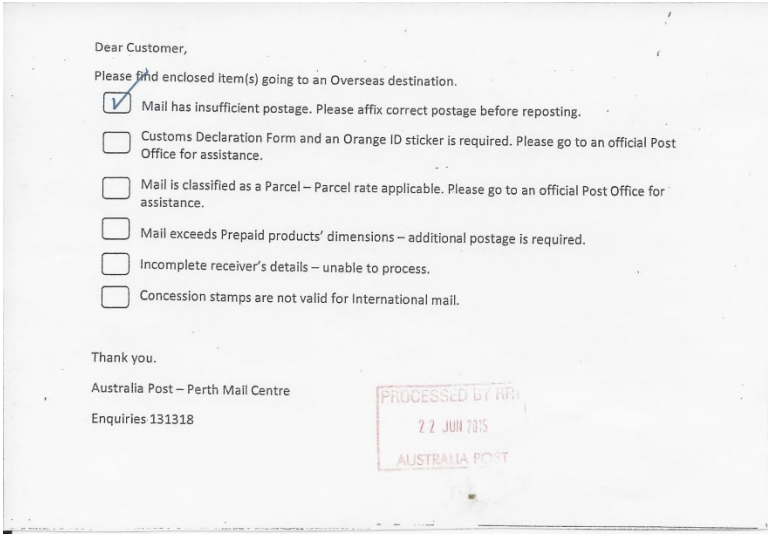 Dear Customer,
Please find enclosed item(s) going to an Overseas destination.
Mail has insufficient postage. Please affix correct postage before reposting.
Customs Declaration Form and an Orange ID sticker is required. Please go to an official Post
Office for assistance.
Mail is classified as a Parcel – Parcel rate applicable. Please go to an official Post Office for
assistance.
Mail exceeds Prepaid products' dimensions – additional postage is required.
Incomplete receiver's details – unable to process.
Concession stamps are not valid for International mail.
Thank you.
Australia Post – Perth Mail Centre
Enquiries 131318
PROCESSED BY
22 JUN 2015
AUSTRALIA POST